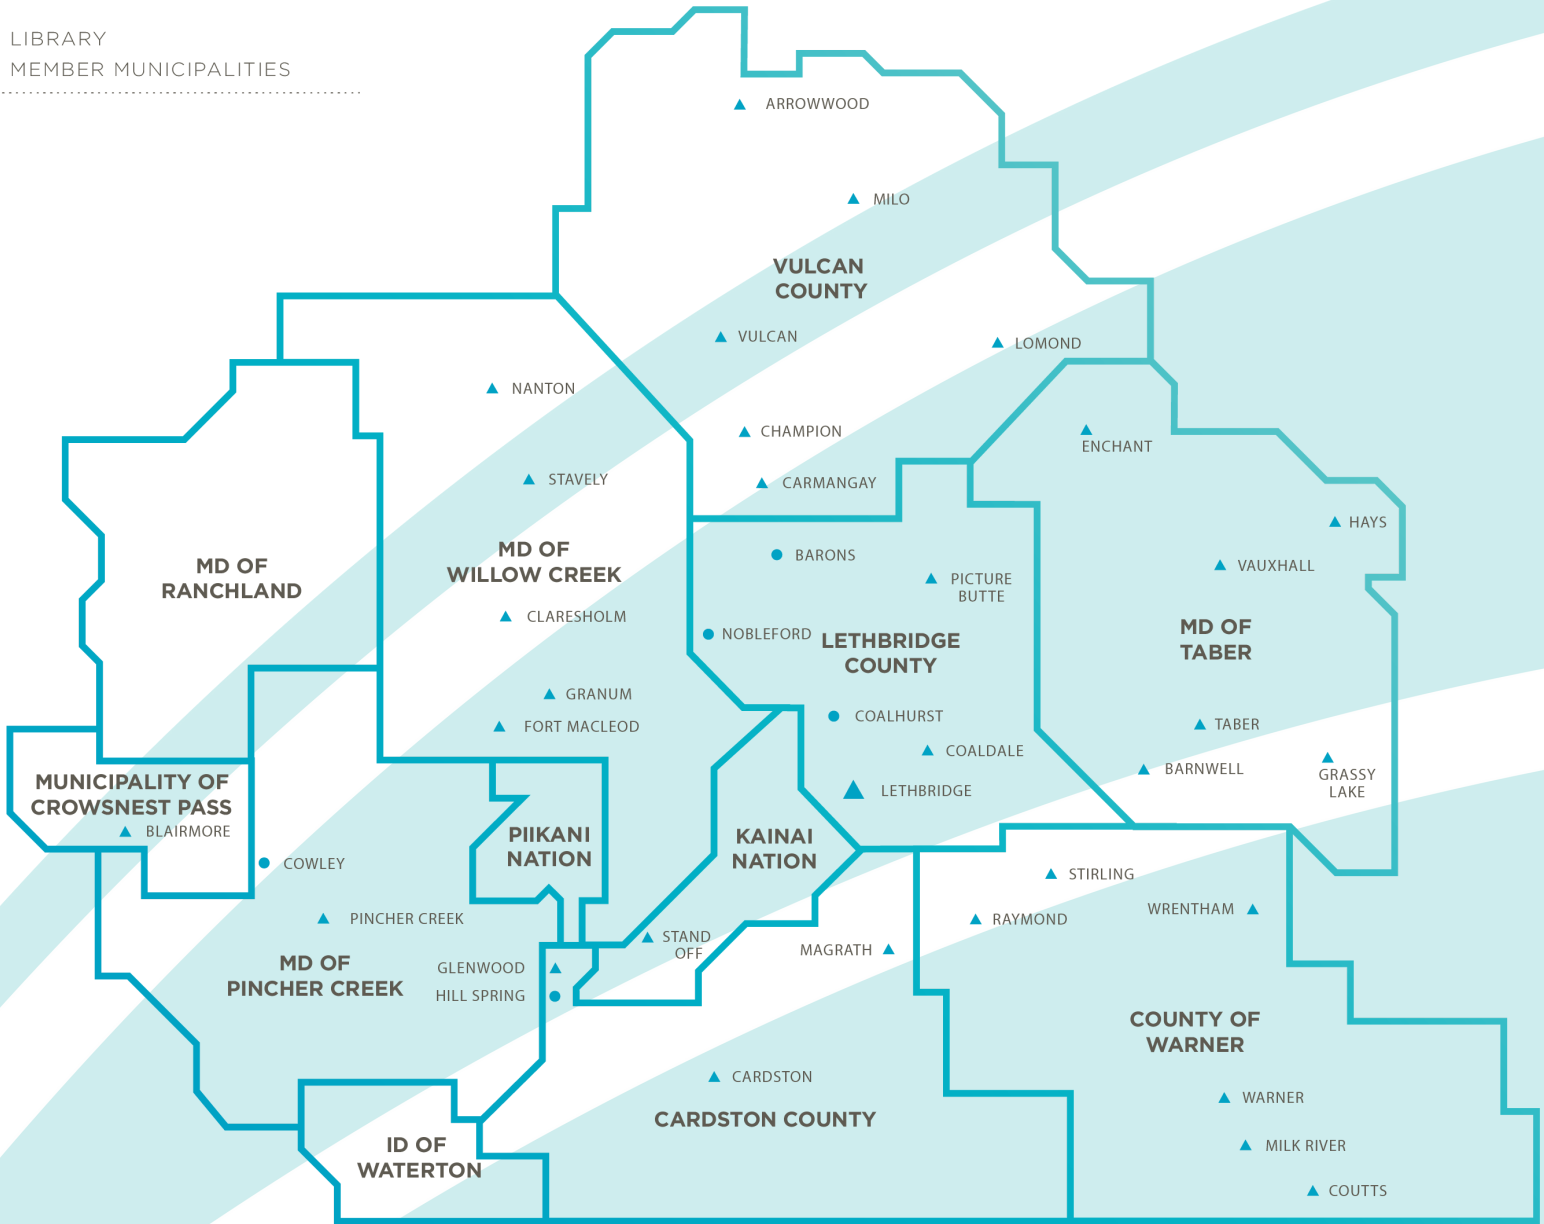 LIBRARY
MEMBER MUNICIPALITIES
ARROWWOOD
MILO
VULCAN
COUNTY
VULCAN
LOMOND
NANTON
CHAMPION
ENCHANT
STAVELY
CARMANGAY
HAYS
MD OF
WILLOW CREEK
BARONS
MD OF
RANCHLAND
VAUXHALL
PICTURE
BUTTE
CLARESHOLM
NOBLEFORD
LETHBRIDGE
COUNTY
MD OF
TABER
GRANUM
FORT MACLEOD
COALHURST
TABER
COALDALE
BARNWELL
GRASSY
LAKE
MUNICIPALITY OF
CROWSNEST PASS
LETHBRIDGE
BLAIRMORE
PIIKANI
NATION
KAINAI
NATION
COWLEY
STIRLING
PINCHER CREEK
WRENTHAM
RAYMOND
STAND
OFF
MAGRATH
MD OF
PINCHER CREEK
GLENWOOD
HILL SPRING
COUNTY OF
WARNER
CARDSTON
CARDSTON COUNTY
WARNER
ID OF
WATERTON
MILK RIVER
COUTTS